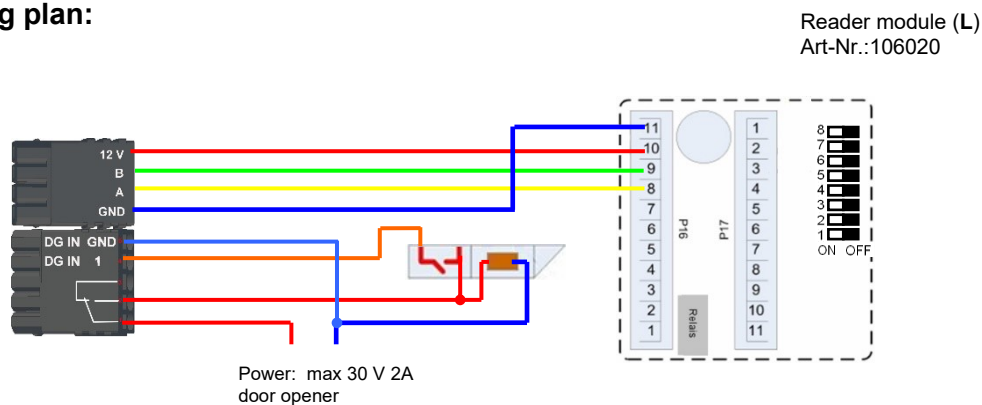 g plan:
Reader module (L)
Art-Nr.:106020
12 V
B
A
GND
DG IN GND
DG IN 1
11
10
9
8
7
6
5
4
3
2
1
P16
Relais
P17
1
2
3
4
5
6
7
8
9
10
11
8
7
6
5
4
3
2
1
ON OFF
Power: max 30 V 2A
door opener